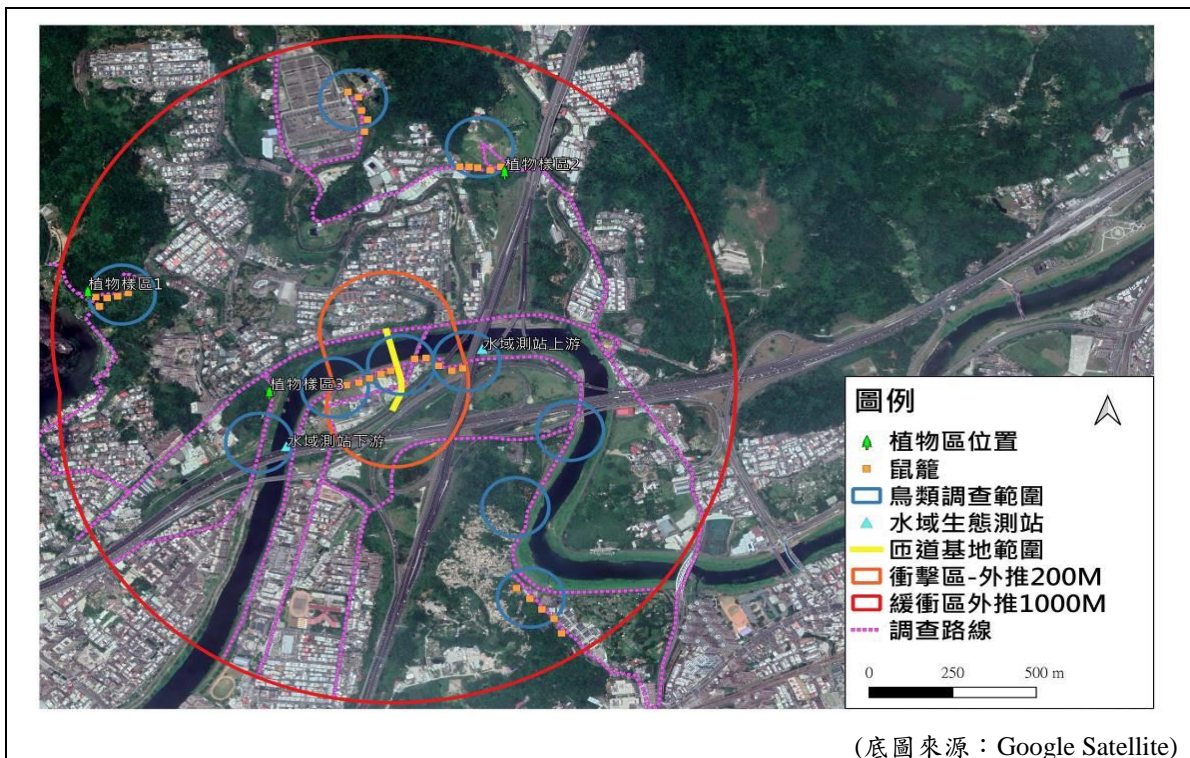 植物樣區2
植物樣區1
水域測站上游
植物樣區3
水域測站下游
圖例
植物區位置
鼠籠
鳥類調查範圍
水域生態測站
匝道基地範圍
衝擊區-外推200M
緩衝區外推1000M
調查路線
0 250 500 m
(底圖來源：Google Satellite)